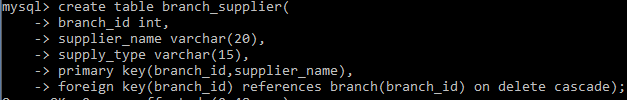 mysql> create table branch_supplier(
    -> branch_id int,
    -> supplier_name varchar(20),
    -> supply_type varchar(15),
    -> primary key(branch_id,supplier_name),
    -> foreign key(branch_id) references branch(branch_id) on delete cascade);